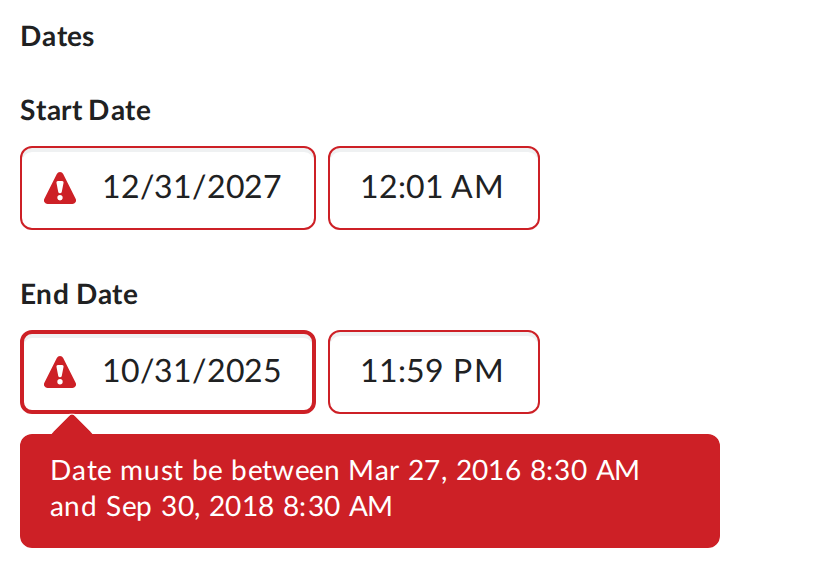 Dates
Start Date
12/31/2027 12:01 AM
End Date
10/31/2025 11:59 PM
Date must be between Mar 27, 2016 8:30 AM
and Sep 30, 2018 8:30 AM